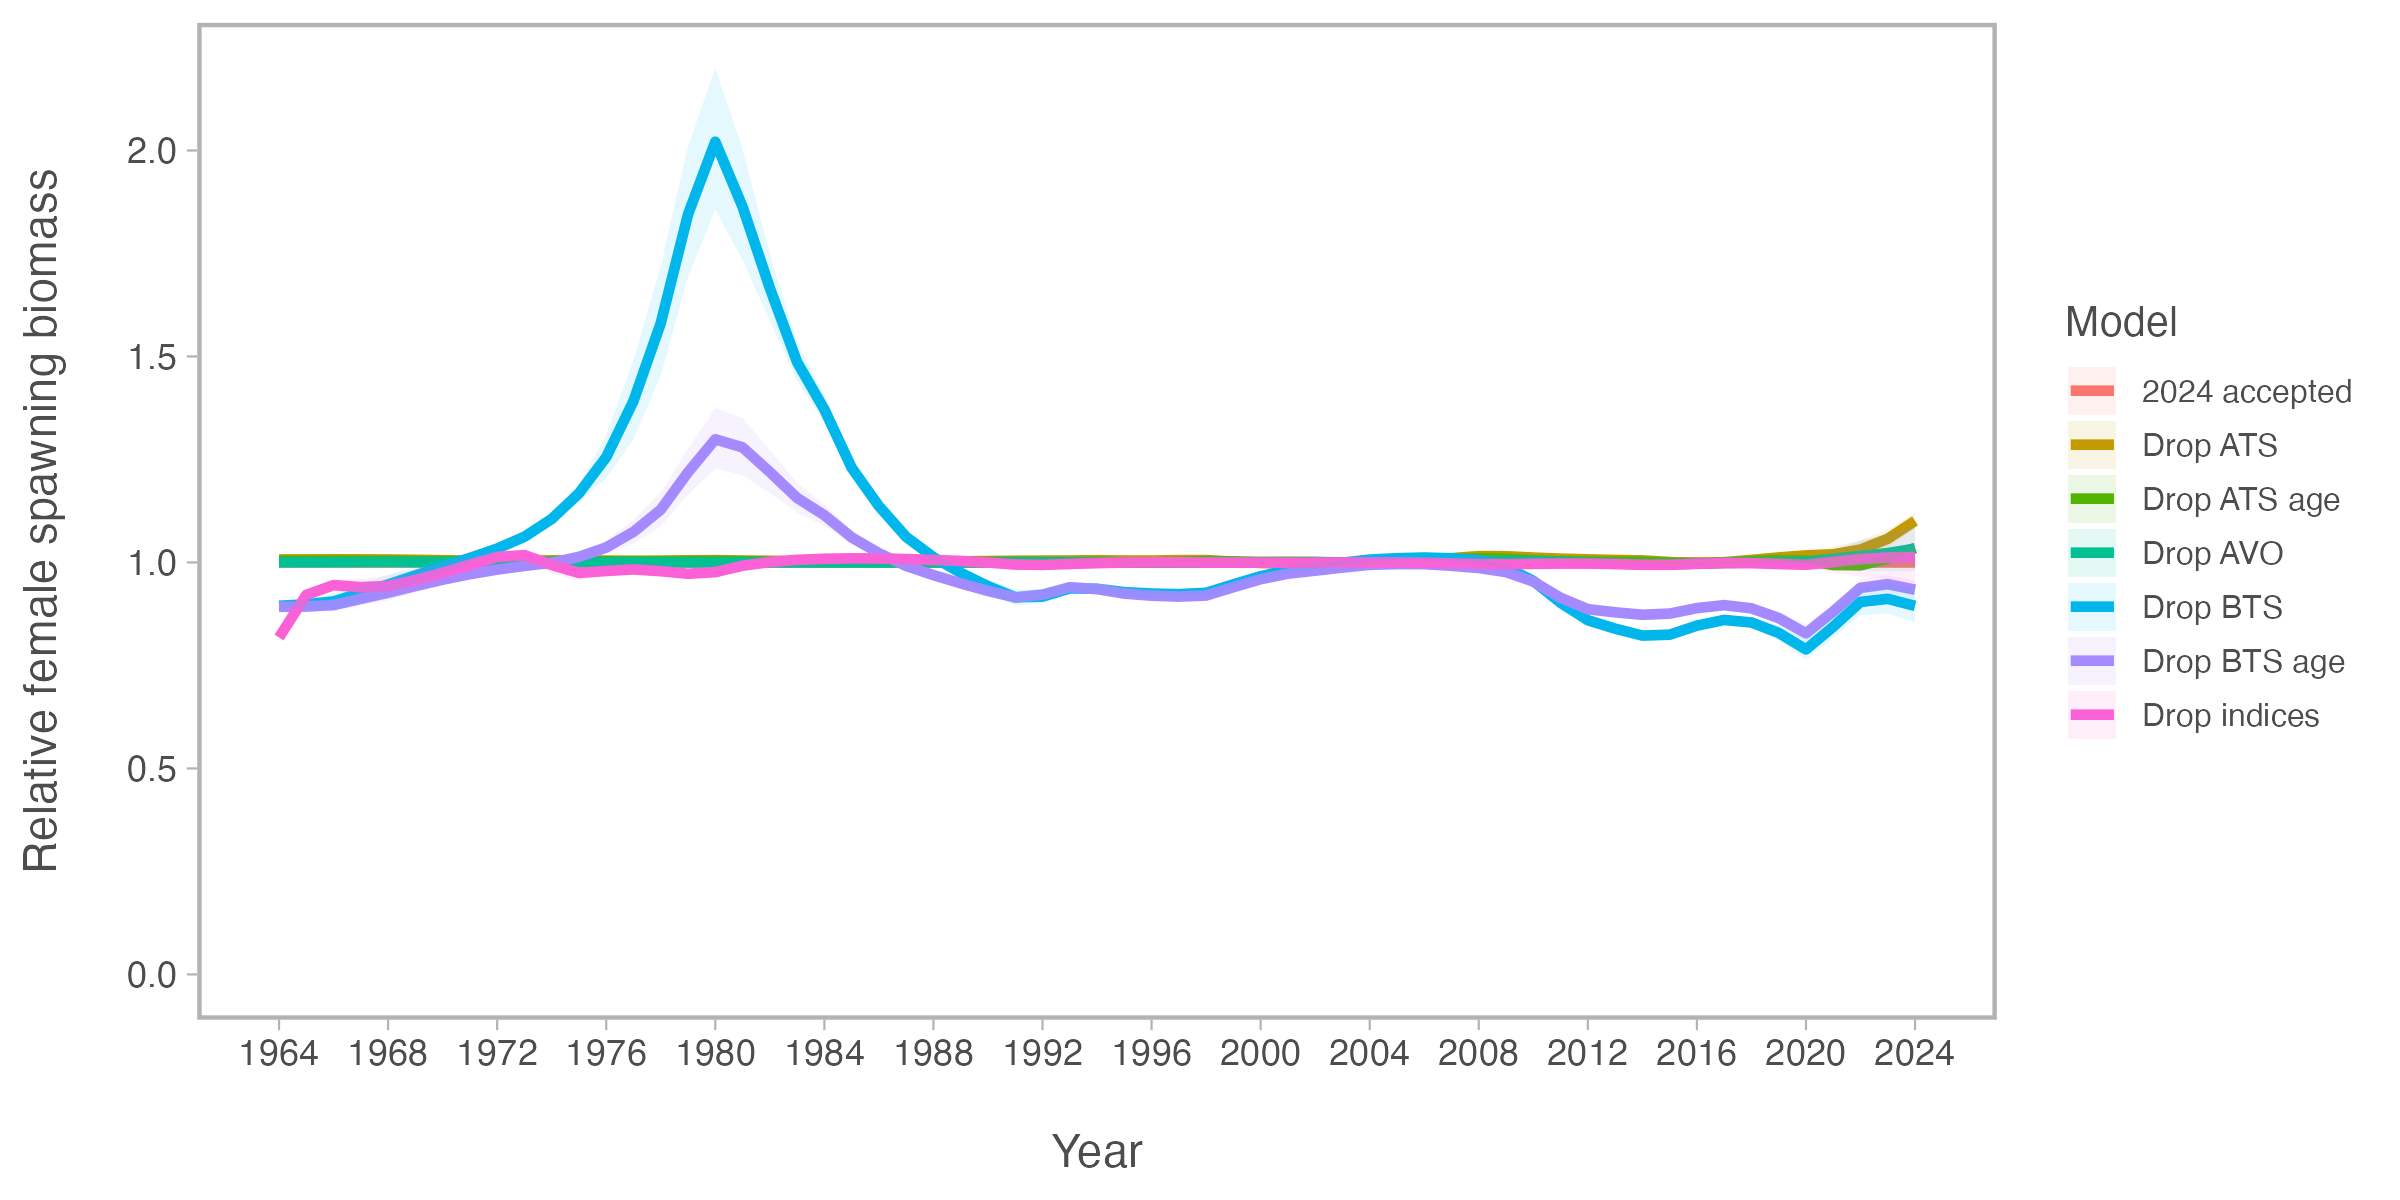 Relative female spawning biomass
2.0
1.5
1.0
0.5
0.0
1964 1968 1972 1976 1980 1984 1988 1992 1996 2000 2004 2008 2012 2016 2020 2024
Year
Model
2024 accepted
Drop ATS
Drop ATS age
Drop AVO
Drop BTS
Drop BTS age
Drop indices